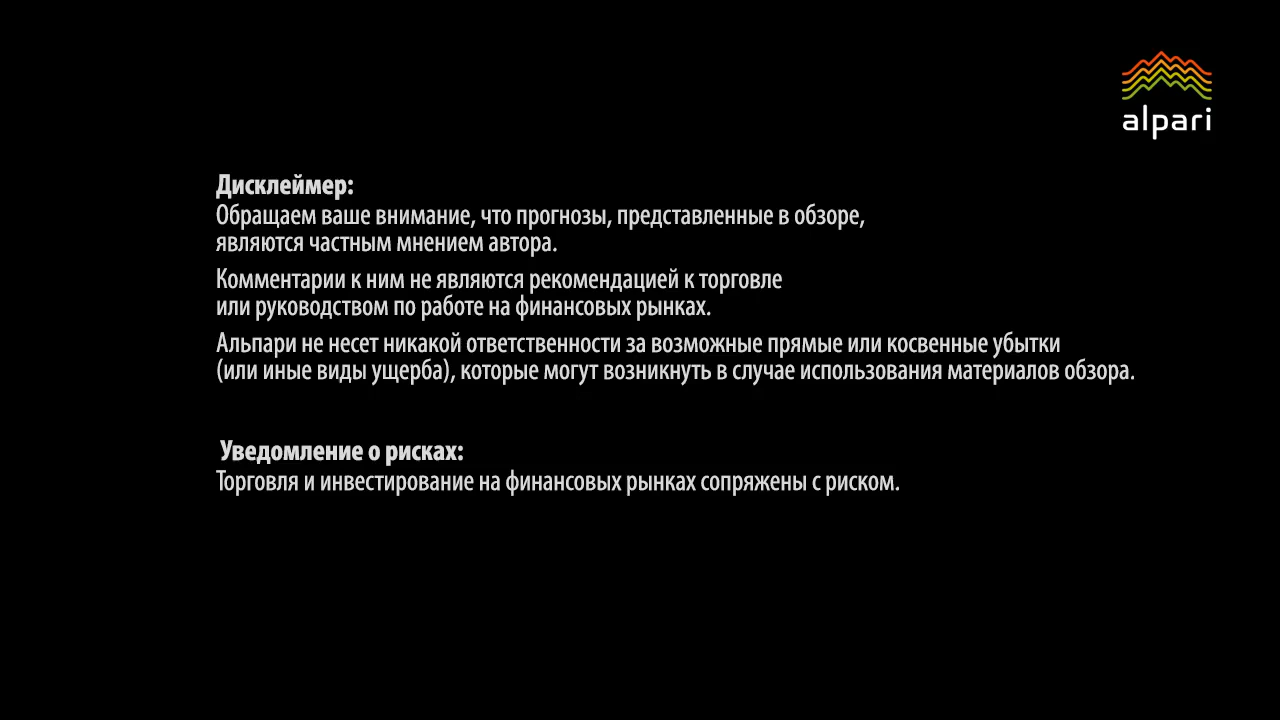 alpari
Дисклеймер:
Обращаем ваше внимание, что прогнозы, представленные в обзоре,
являются частным мнением автора.
Комментарии к ним не являются рекомендацией к торговле
или руководством по работе на финансовых рынках.
Альпари не несет никакой ответственности за возможные прямые или косвенные убытки
(или иные виды ущерба), которые могут возникнуть в случае использования материалов обзора.
Уведомление о рисках:
Торговля и инвестирование на финансовых рынках сопряжены с риском.